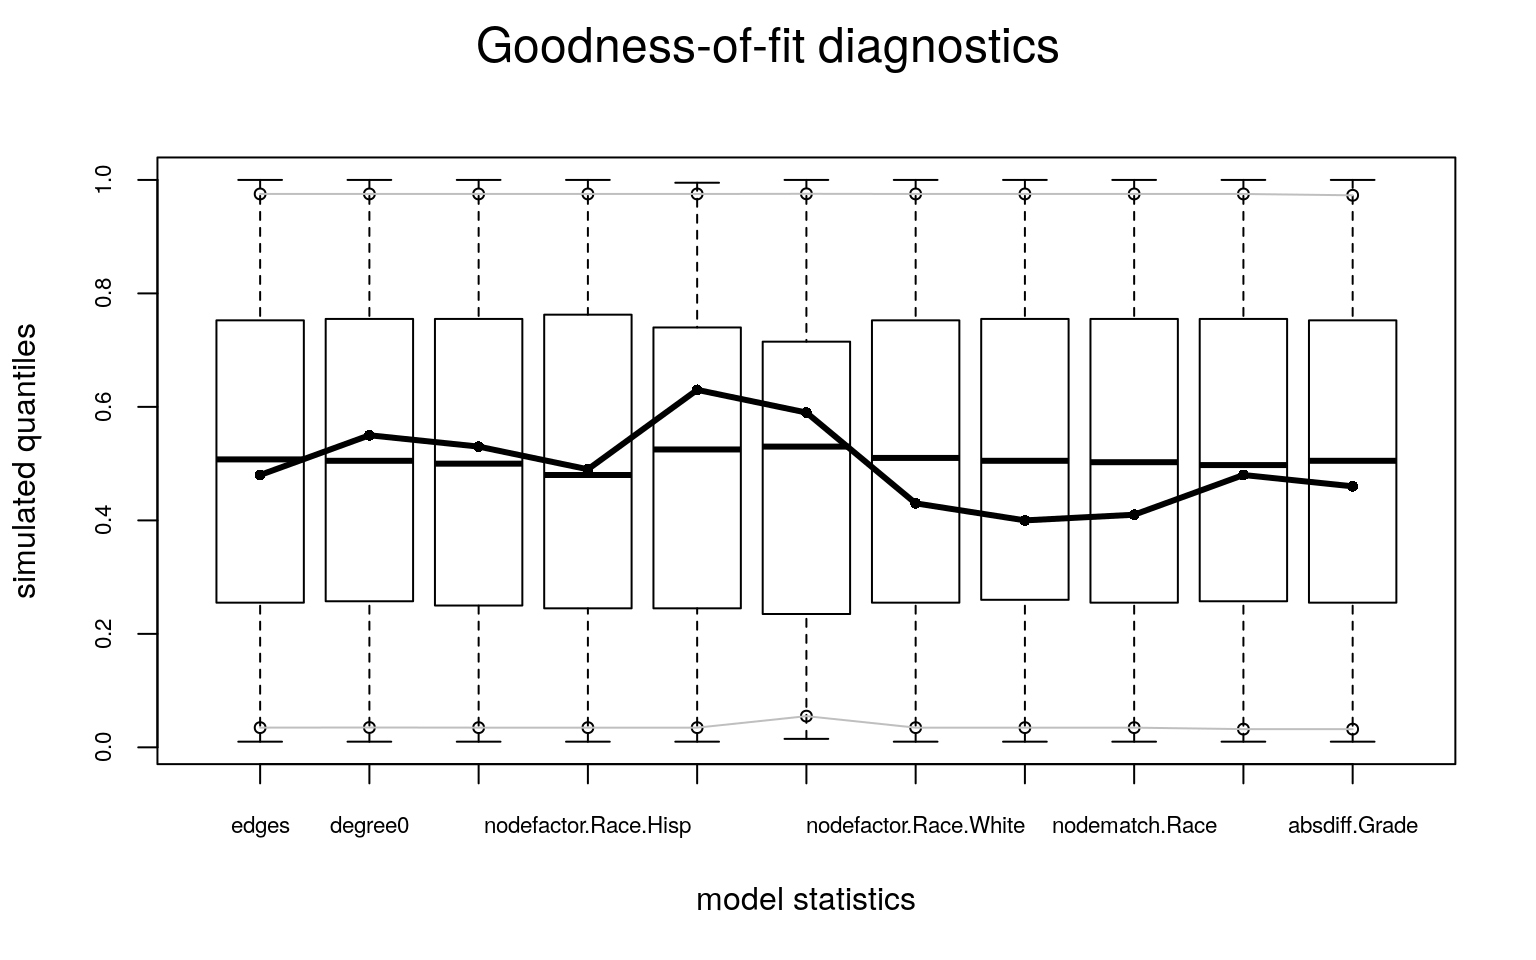 Goodness-of-fit diagnostics
simulated quantiles
1.0
0.8
0.6
0.4
0.2
0.0
edges degree0 nodefactor.Race.Hisp nodefactor.Race.White nodematch.Race absdiff.Grade
model statistics